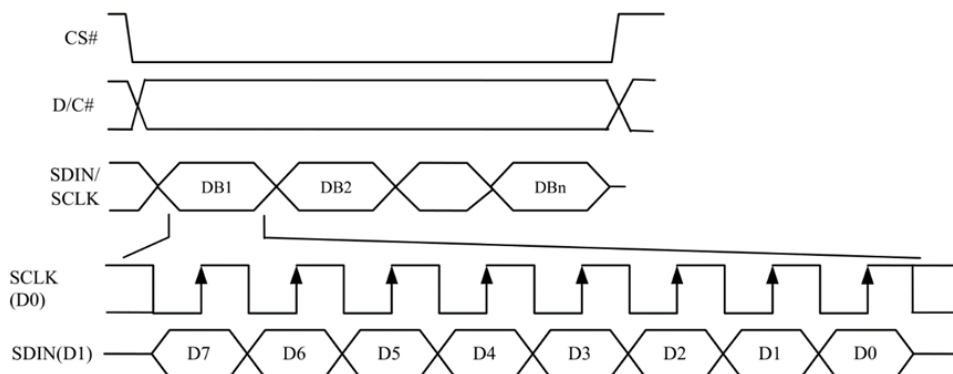 CS#
D/C#
SDIN/
SCLK
DB1 DB2 DBn
SCLK
(D0)
SDIN(D1) D7 D6 D5 D4 D3 D2 D1 D0